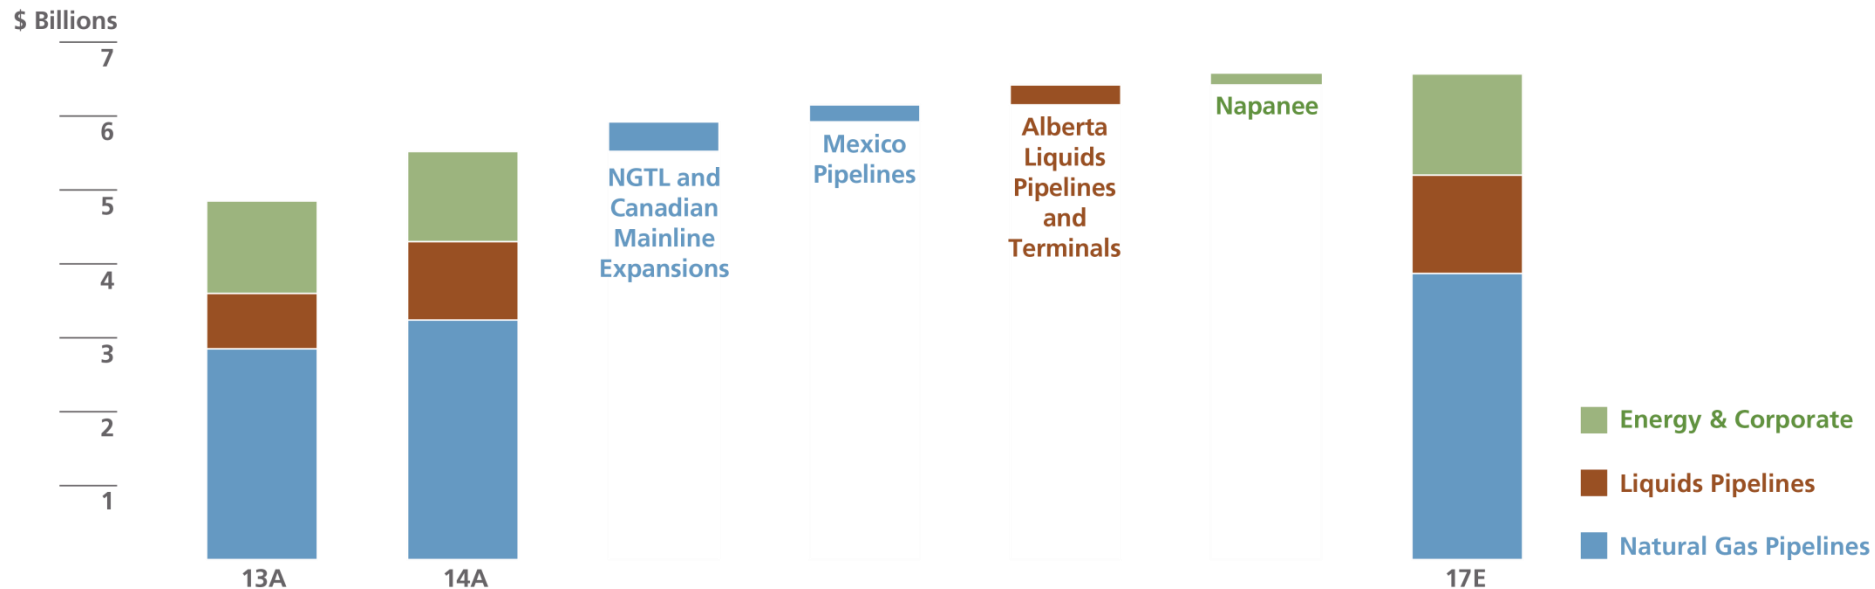 $ Billions
7
6
5
4
3
2
1
NGTL and
Canadian
Mainline
Expansions
Mexico
Pipelines
Alberta
Liquids
Pipelines
and
Terminals
Napanee
Energy & Corporate
Liquids Pipelines
Natural Gas Pipelines
13A
14A
17E